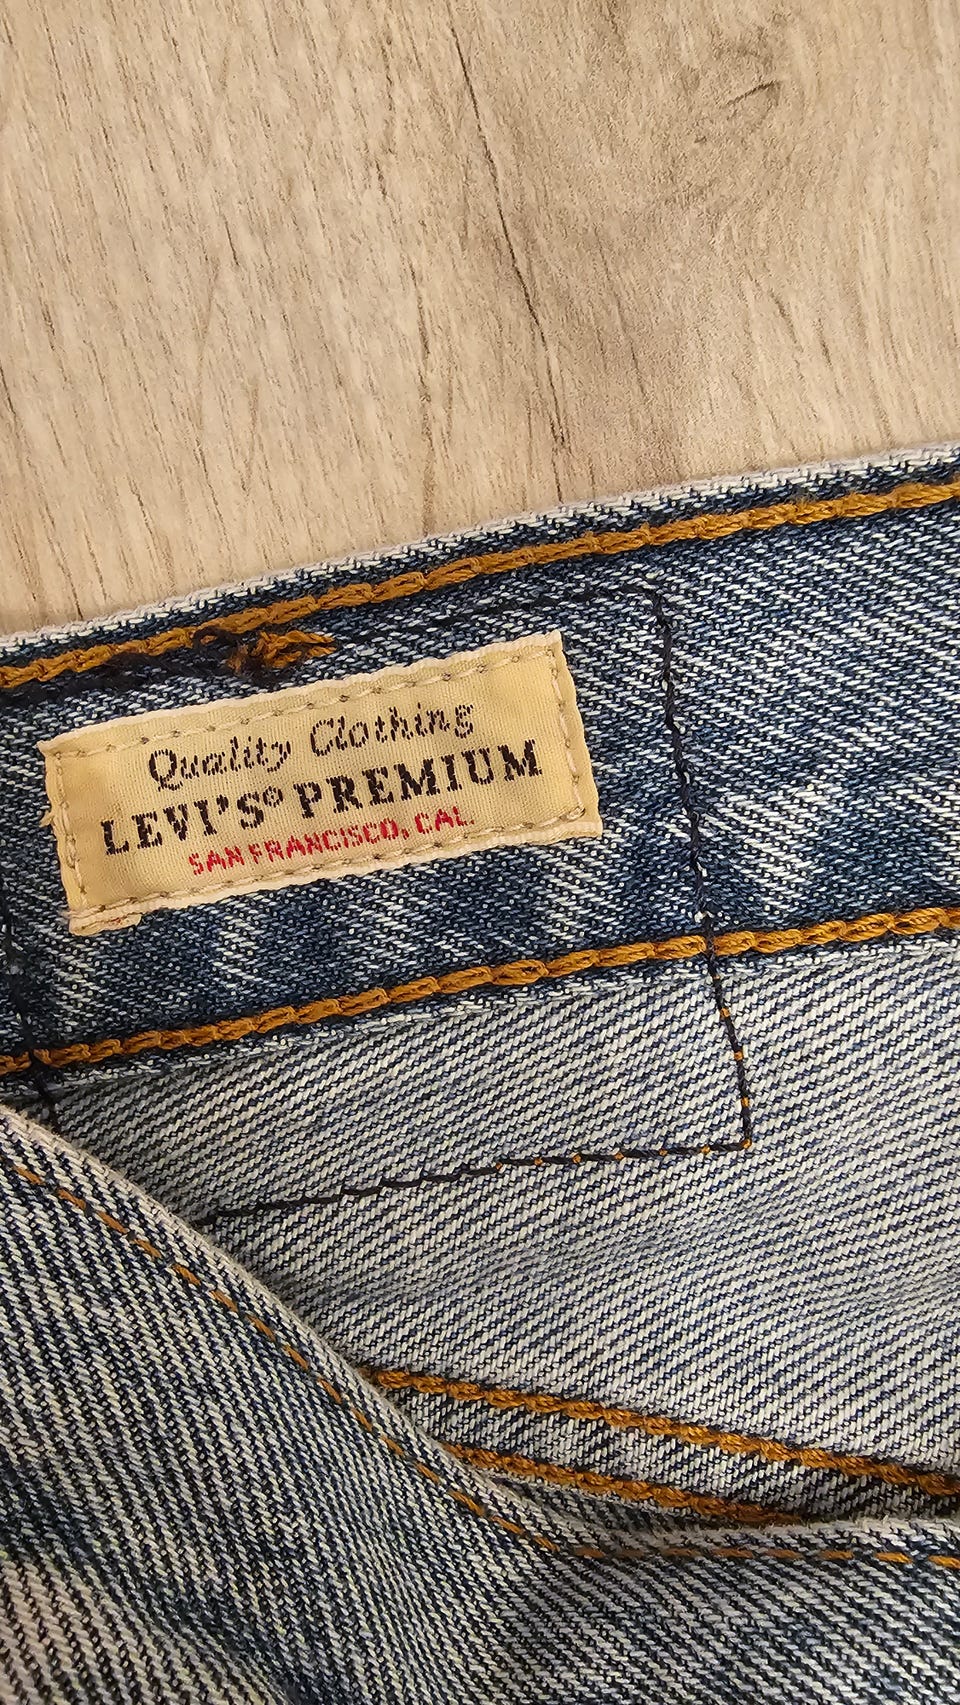 Quality Clothing
LEVI'S® PREMIUM
SAN FRANCISCO, CAL.